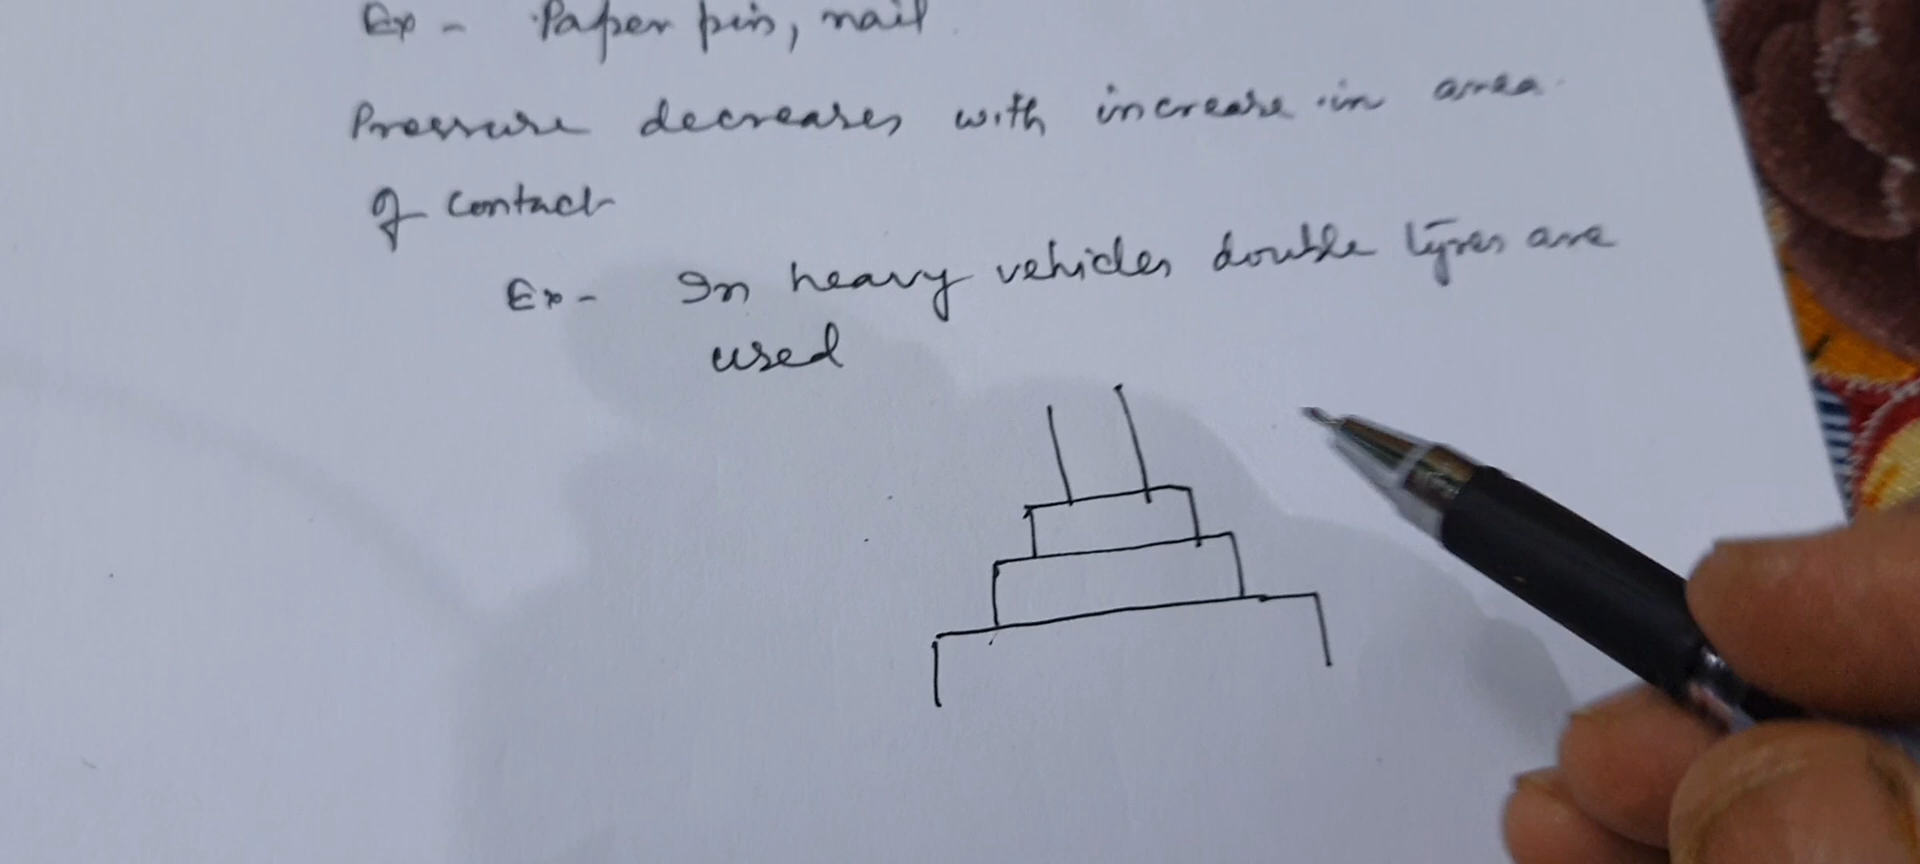 Ex - Paper pin, nail
Pressure decreases with increase in area
of contact
Ex - In heavy vehicles double tyres are
used